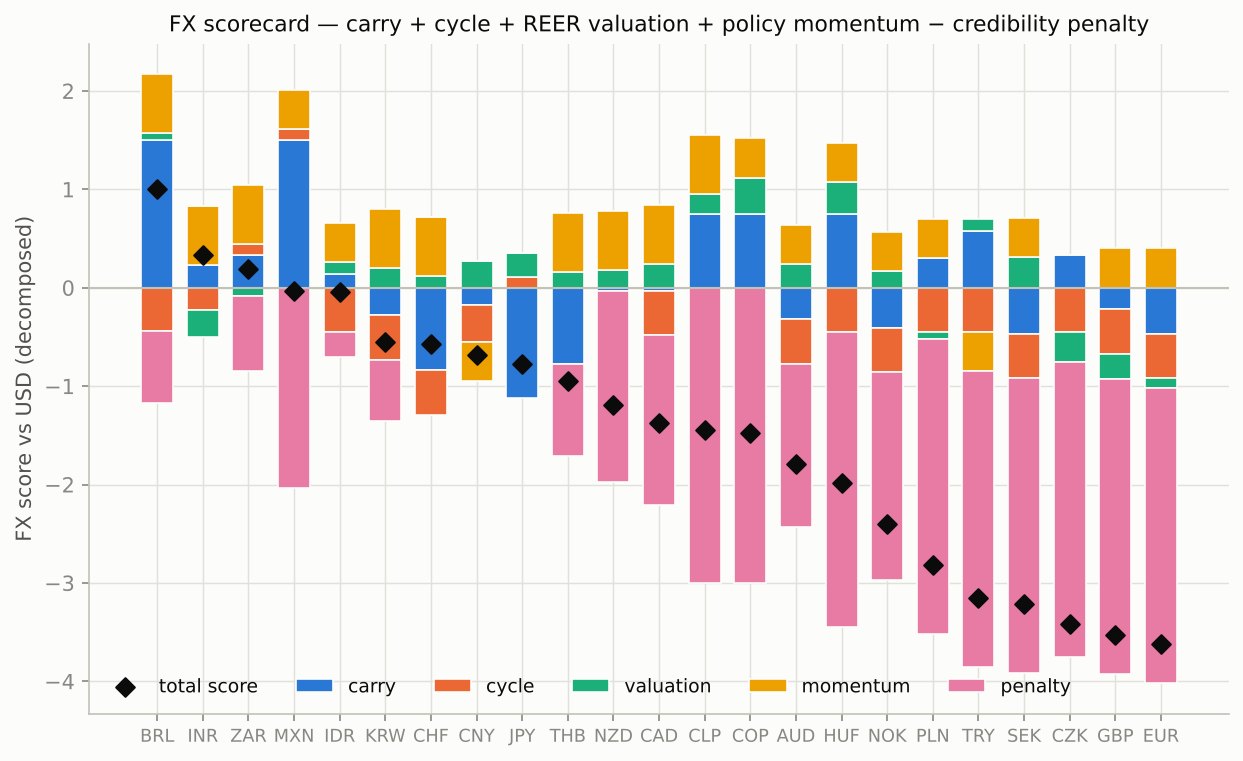 FX scorecard — carry + cycle + REER valuation + policy momentum − credibility penalty
FX score vs USD (decomposed)
2
1
0
−1
−2
−3
−4
total score carry cycle valuation momentum penalty
BRL INR ZAR MXN IDR KRW CHF CNY JPY THB NZD CAD CLP COP AUD HUF NOK PLN TRY SEK CZK GBP EUR